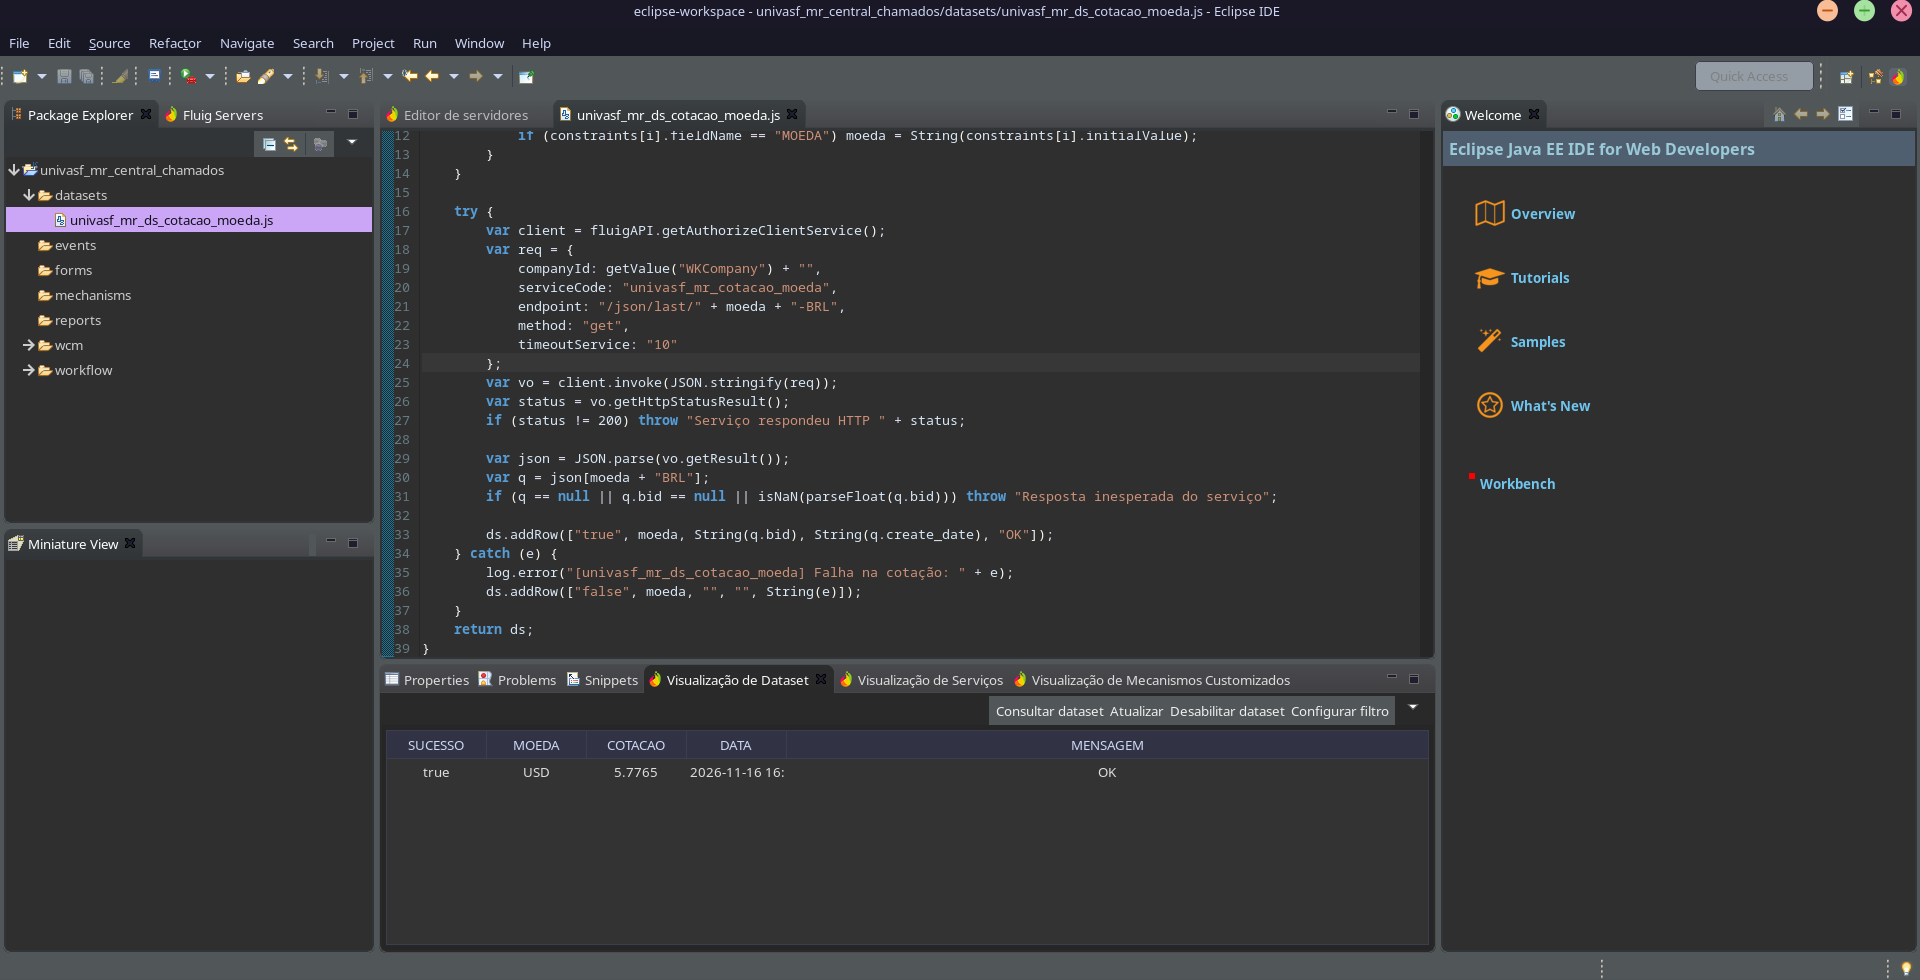 eclipse-workspace - univasf_mr_central_chamados/datasets/univasf_mr_ds_cotacao_moeda.js - Eclipse IDE
File Edit Source Refactor Navigate Search Project Run Window Help
Quick Access
Package Explorer
Fluig Servers
univasf_mr_central_chamados
datasets
univasf_mr_ds_cotacao_moeda.js
events
forms
mechanisms
reports
wcm
workflow
Miniature View
Editor de servidores
univasf_mr_ds_cotacao_moeda.js
12             if (constraints[i].fieldName == "MOEDA") moeda = String(constraints[i].initialValue);
13         }
14     }
15
16     try {
17         var client = fluigAPI.getAuthorizeClientService();
18         var req = {
19             companyId: getValue("WKCompany") + "",
20             serviceCode: "univasf_mr_cotacao_moeda",
21             endpoint: "/json/last/" + moeda + "-BRL",
22             method: "get",
23             timeoutService: "10"
24         };
25         var vo = client.invoke(JSON.stringify(req));
26         var status = vo.getHttpStatusResult();
27         if (status != 200) throw "Serviço respondeu HTTP " + status;
28
29         var json = JSON.parse(vo.getResult());
30         var q = json[moeda + "BRL"];
31         if (q == null || q.bid == null || isNaN(parseFloat(q.bid))) throw "Resposta inesperada do serviço";
32
33         ds.addRow(["true", moeda, String(q.bid), String(q.create_date), "OK"]);
34     } catch (e) {
35         log.error("[univasf_mr_ds_cotacao_moeda] Falha na cotação: " + e);
36         ds.addRow(["false", moeda, "", "", String(e)]);
37     }
38     return ds;
39 }
Properties Problems Snippets Visualização de Dataset Visualização de Serviços Visualização de Mecanismos Customizados
Consultar dataset Atualizar Desabilitar dataset Configurar filtro
SUCESSO MOEDA COTACAO DATA MENSAGEM
true USD 5.7765 2026-11-16 16: OK
Welcome
Eclipse Java EE IDE for Web Developers
Overview
Tutorials
Samples
What's New
Workbench